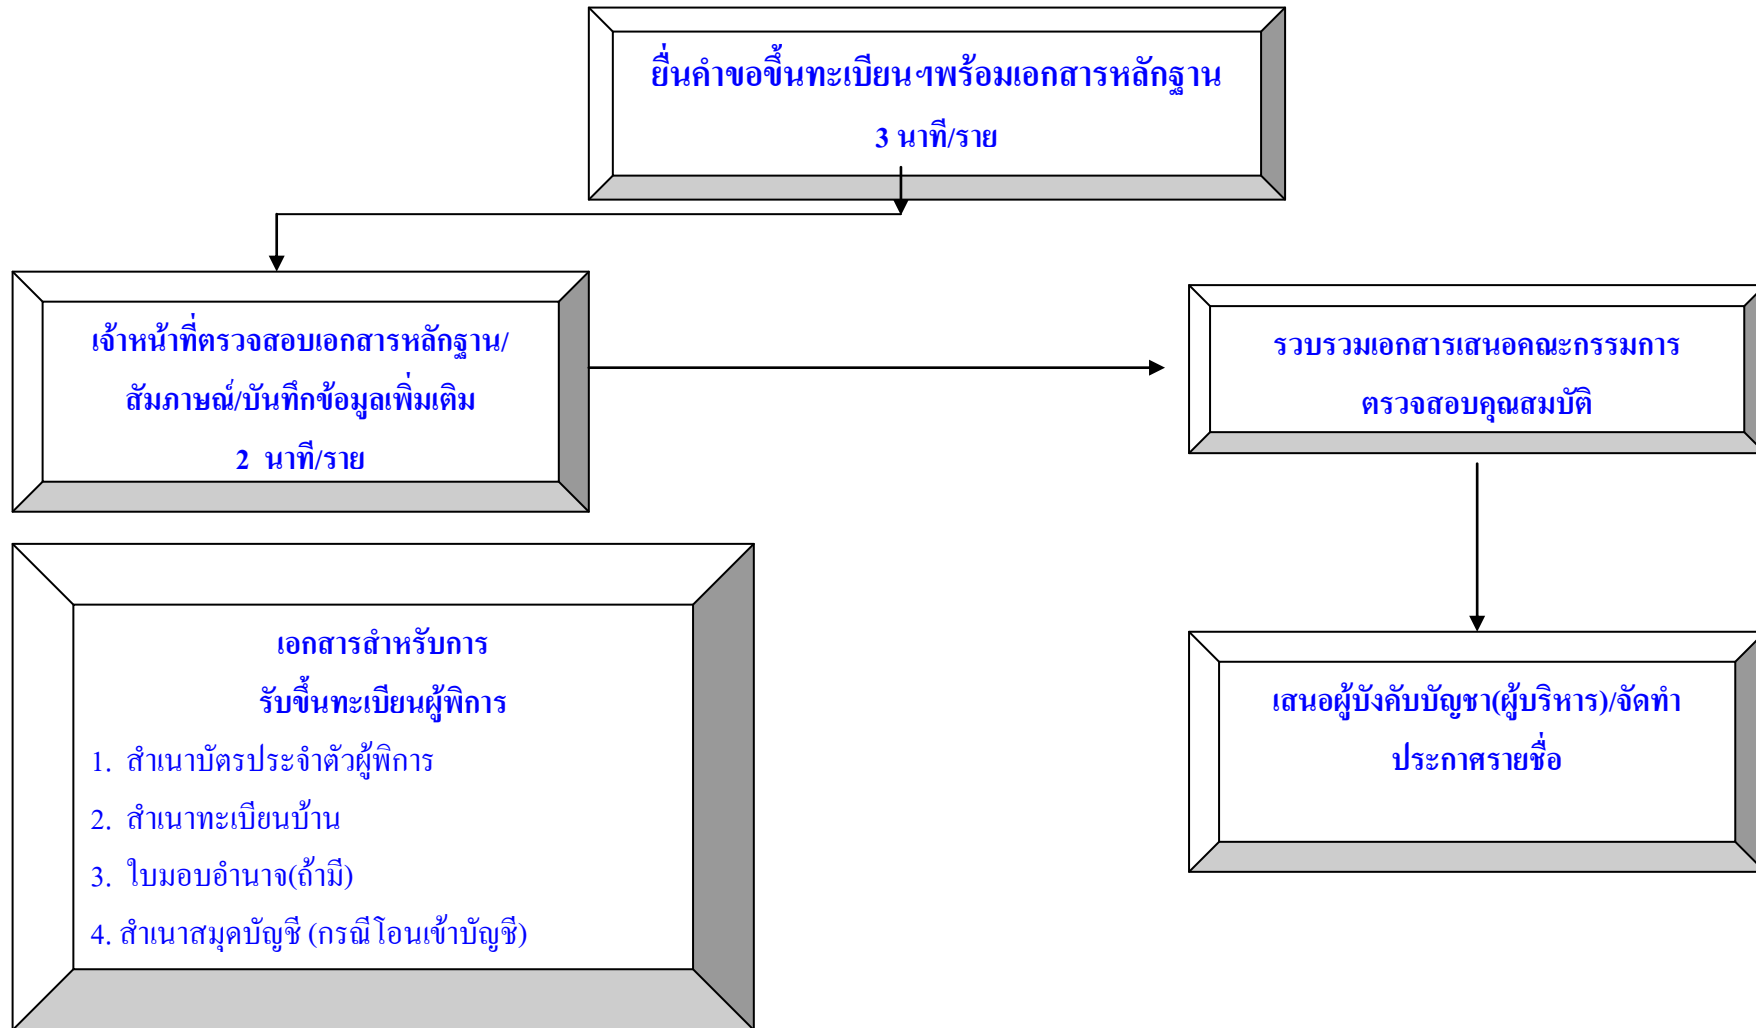 ยื่นคำขอขึ้นทะเบียนฯพร้อมเอกสารหลักฐาน
3 นาที/ราย
เจ้าหน้าที่ตรวจสอบเอกสารหลักฐาน/
สัมภาษณ์/บันทึกข้อมูลเพิ่มเติม
2 นาที/ราย
รวบรวมเอกสารเสนอคณะกรรมการ
ตรวจสอบคุณสมบัติ
เสนอผู้บังคับบัญชา(ผู้บริหาร)/จัดทำ
ประกาศรายชื่อ
เอกสารสำหรับการ
รับขึ้นทะเบียนผู้พิการ
1. สำเนาบัตรประจำตัวผู้พิการ
2. สำเนาทะเบียนบ้าน
3. ใบมอบอำนาจ(ถ้ามี)
4. สำเนาสมุดบัญชี (กรณีโอนเข้าบัญชี)